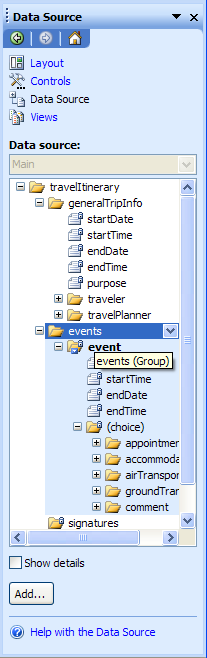 Data Source
Layout
Controls
Data Source
Views
Data source:
Main
travelItinerary
generalTripInfo
startDate
startTime
endDate
endTime
purpose
traveler
travelPlanner
events
event
events (Group)
startTime
endDate
endTime
(choice)
appointmen
accommoda
airTranspor
groundTran
comment
signatures
Show details
Add...
Help with the Data Source